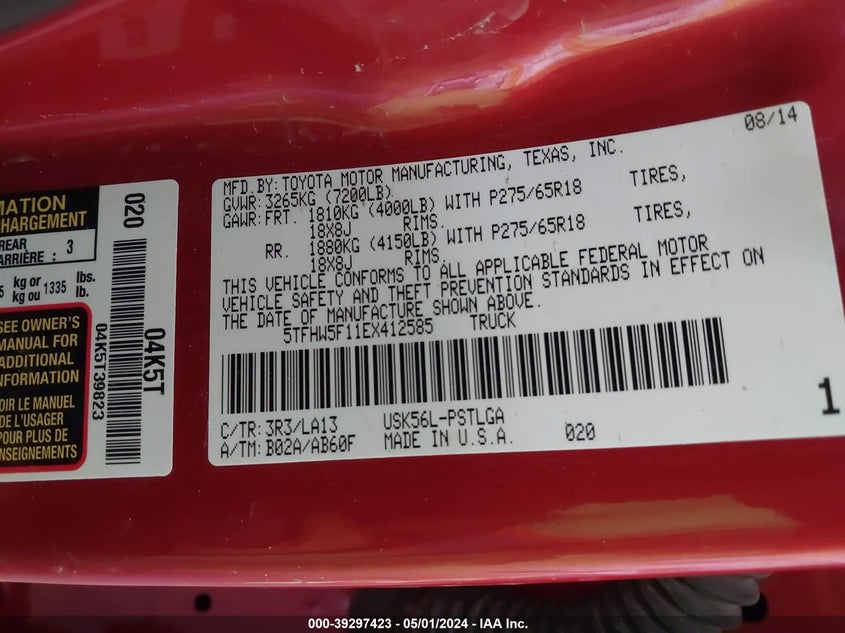 MATION
CHARGEMENT
REAR
ARRIÈRE : 3
5 kg or 1335 lbs.
kg ou lb.
SEE OWNER'S
MANUAL FOR
ADDITIONAL
INFORMATION
VOIR LE MANUEL
DE L'USAGER
POUR PLUS DE
RENSEIGNEMENTS
020
04K5T39823
04K5T
08/14
MFD.BY:TOYOTA MOTOR MANUFACTURING, TEXAS, INC.
GVWR:3265KG (7200LB)
GAWR:FRT. 1810KG (4000LB) WITH P275/65R18 TIRES,
18X8J RIMS.
RR. 1880KG (4150LB) WITH P275/65R18 TIRES,
18X8J RIMS.
THIS VEHICLE CONFORMS TO ALL APPLICABLE FEDERAL MOTOR
VEHICLE SAFETY AND THEFT PREVENTION STANDARDS IN EFFECT ON
THE DATE OF MANUFACTURE SHOWN ABOVE.
5TFHW5F11EX412585 TRUCK
C/TR:3R3/LA13 USK56L-PSTLGA
A/TM:B02A/AB60F MADE IN U.S.A. 020
1
000-39297423 - 05/01/2024 - IAA Inc.